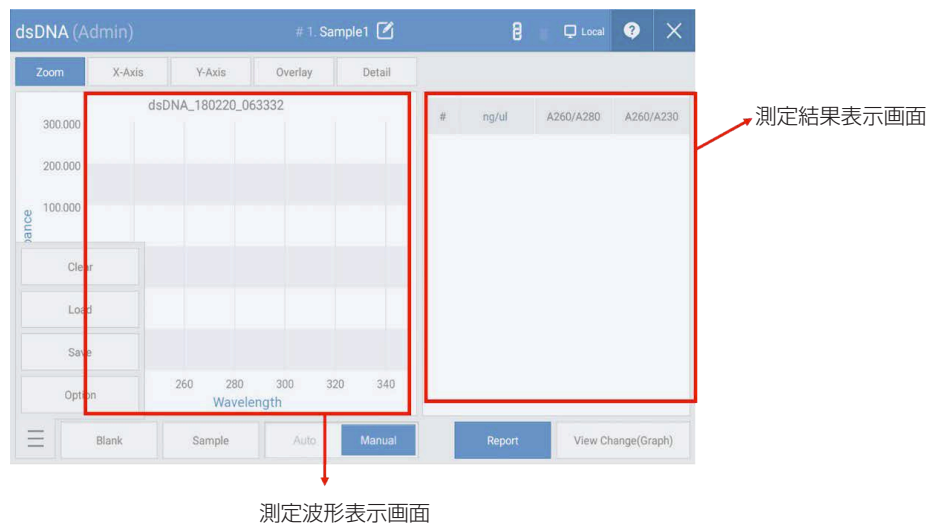 dsDNA (Admin)
# 1. Sample1
Local
?
Zoom
X-Axis
Y-Axis
Overlay
Detail
dsDNA_180220_063332
300.000
200.000
100.000
Clear
Load
Save
Option
260 280 300 320 340
Wavelength
# ng/ul A260/A280 A260/A230
測定結果表示画面
Blank
Sample
Auto
Manual
Report
View Change(Graph)
測定波形表示画面